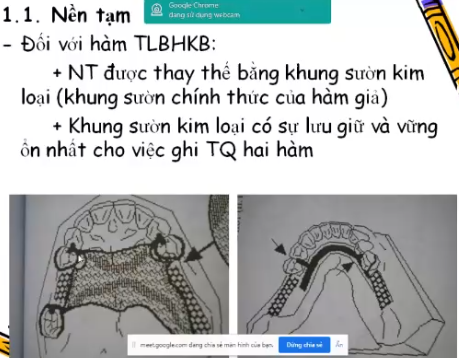 1.1. Nền tạm
Google Chrome
đang sử dụng webcam
- Đối với hàm TLBHKB:
+ NT được thay thế bằng khung sườn kim
loại (khung sườn chính thức của hàm giả)
+ Khung sườn kim loại có sự lưu giữ và vững
ổn nhất cho việc ghi TQ hai hàm
meet.google.com đang chia sẻ màn hình của bạn.
Dừng chia sẻ
Ẩn
A